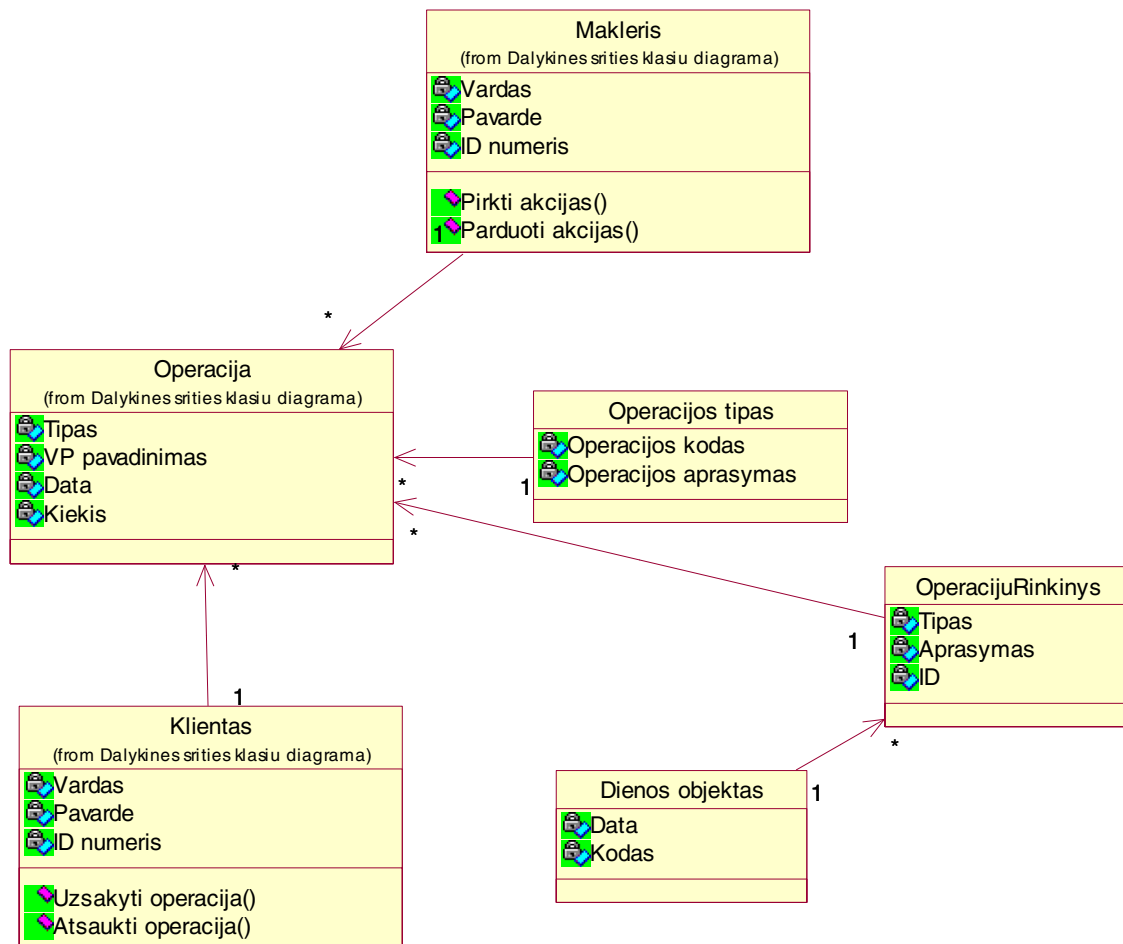 Makleris
(from Dalykines srities klasiu diagrama)
Vardas
Pavarde
ID numeris
Pirkti akcijas()
1 Parduoti akcijas()
*
Operacija
(from Dalykines srities klasiu diagrama)
Tipas
VP pavadinimas
Data
Kiekis
*
Operacijos tipas
Operacijos kodas
Operacijos aprasymas
1
*
*
OperacijuRinkinys
Tipas
Aprasymas
ID
1
*
1
Klientas
(from Dalykines srities klasiu diagrama)
Vardas
Pavarde
ID numeris
Uzsakyti operacija()
Atsaukti operacija()
Dienos objektas
1
Data
Kodas